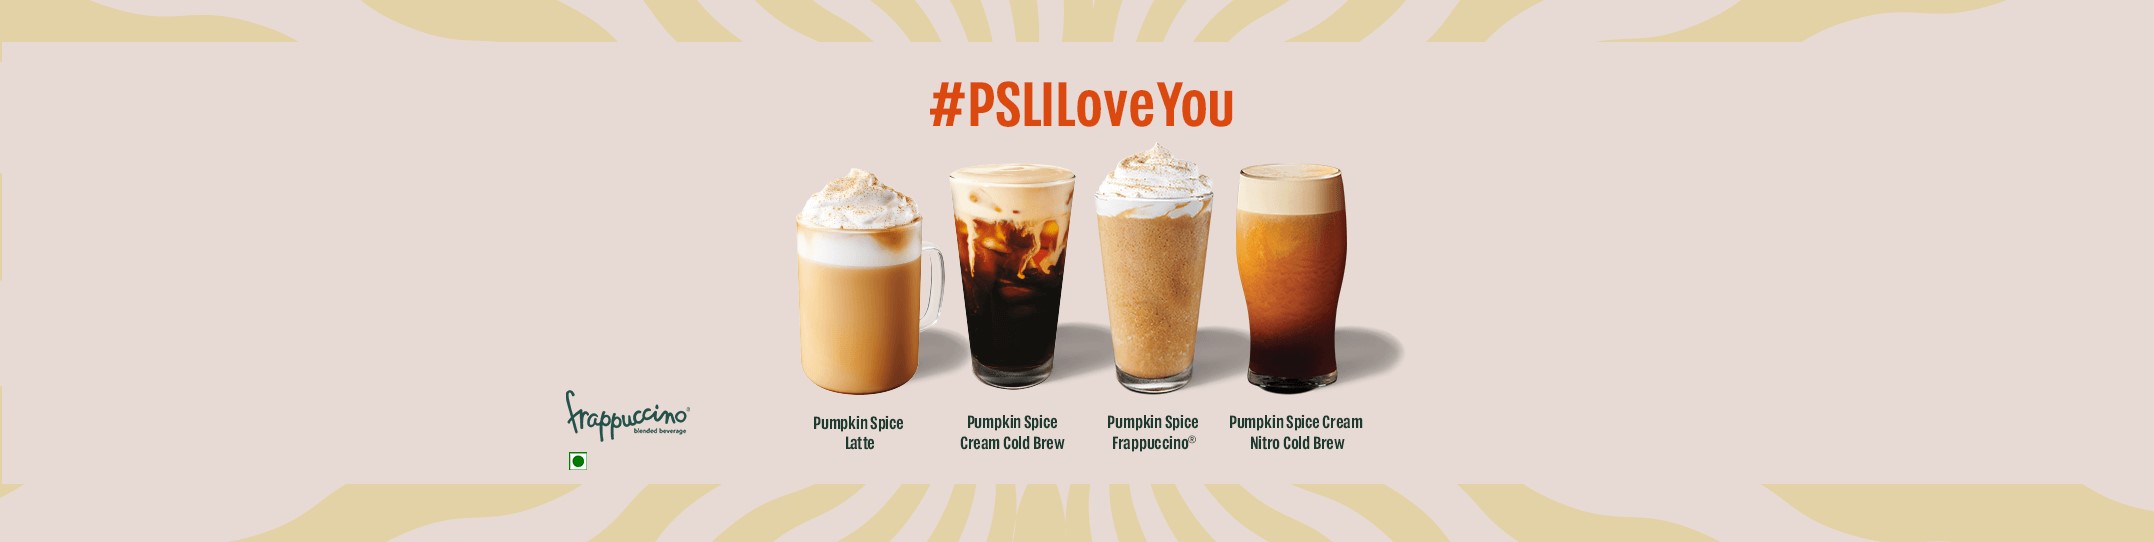 #PSLILoveYou
frappuccino®
blended beverage
Pumpkin Spice
Latte
Pumpkin Spice
Cream Cold Brew
Pumpkin Spice
Frappuccino®
Pumpkin Spice Cream
Nitro Cold Brew